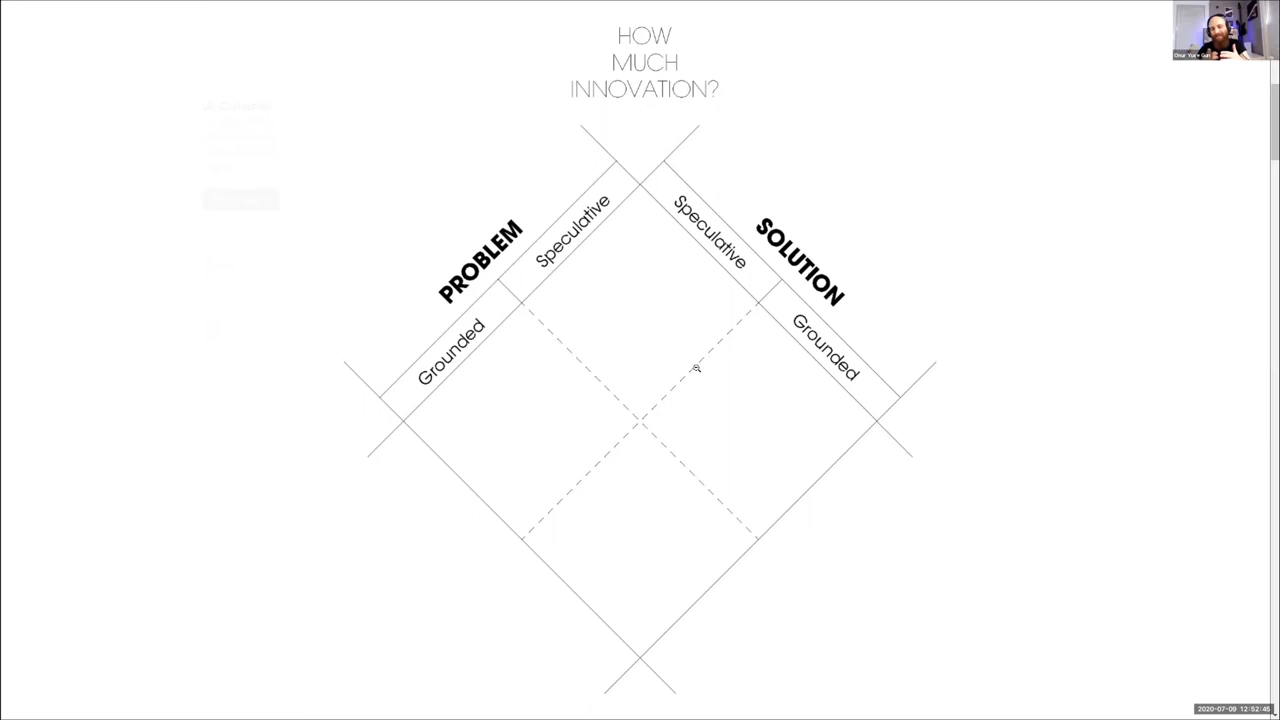 HOW
MUCH
INNOVATION?
PROBLEM
Speculative
Grounded
SOLUTION
Speculative
Grounded
2020-07-09 12:52:45